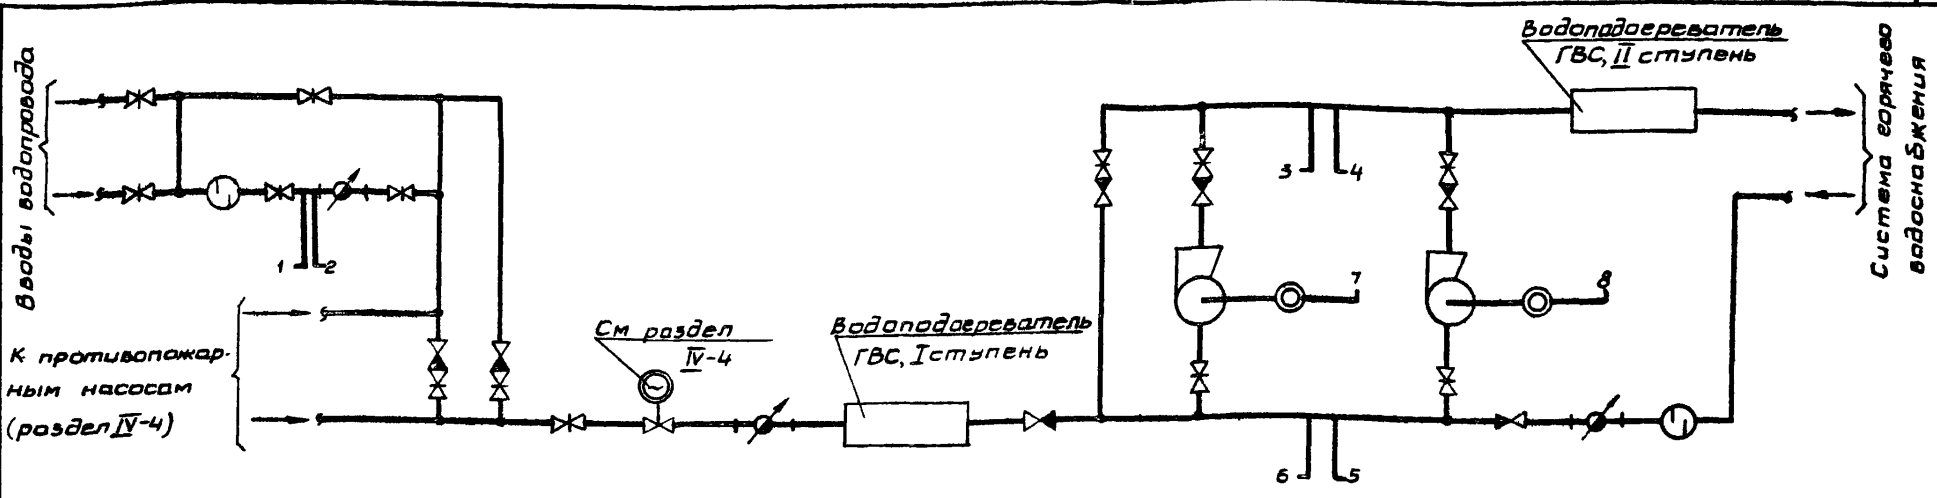 Вводы водопровода
К противопожар-
ным насосам
(раздел IV-4)
1
2
См раздел
IV-4
Водоподогреватель
ГВС, I ступень
3
4
7
8
6
5
Водоподогреватель
ГВС, II ступень
Система горячего
водоснабжения